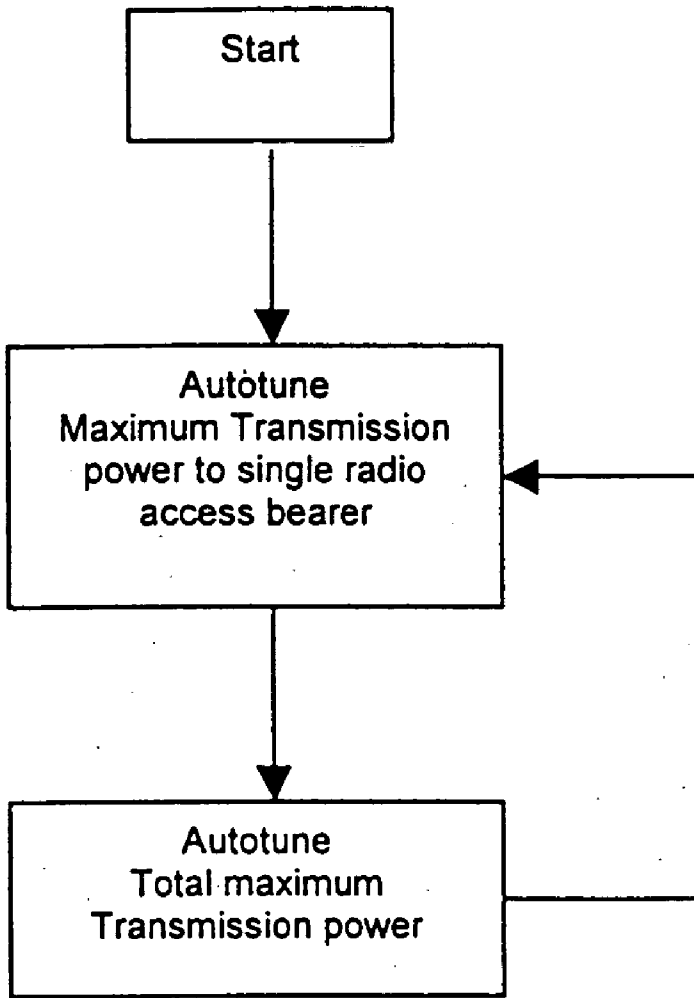 Start
Autotune
Maximum Transmission
power to single radio
access bearer
Autotune
Total maximum
Transmission power